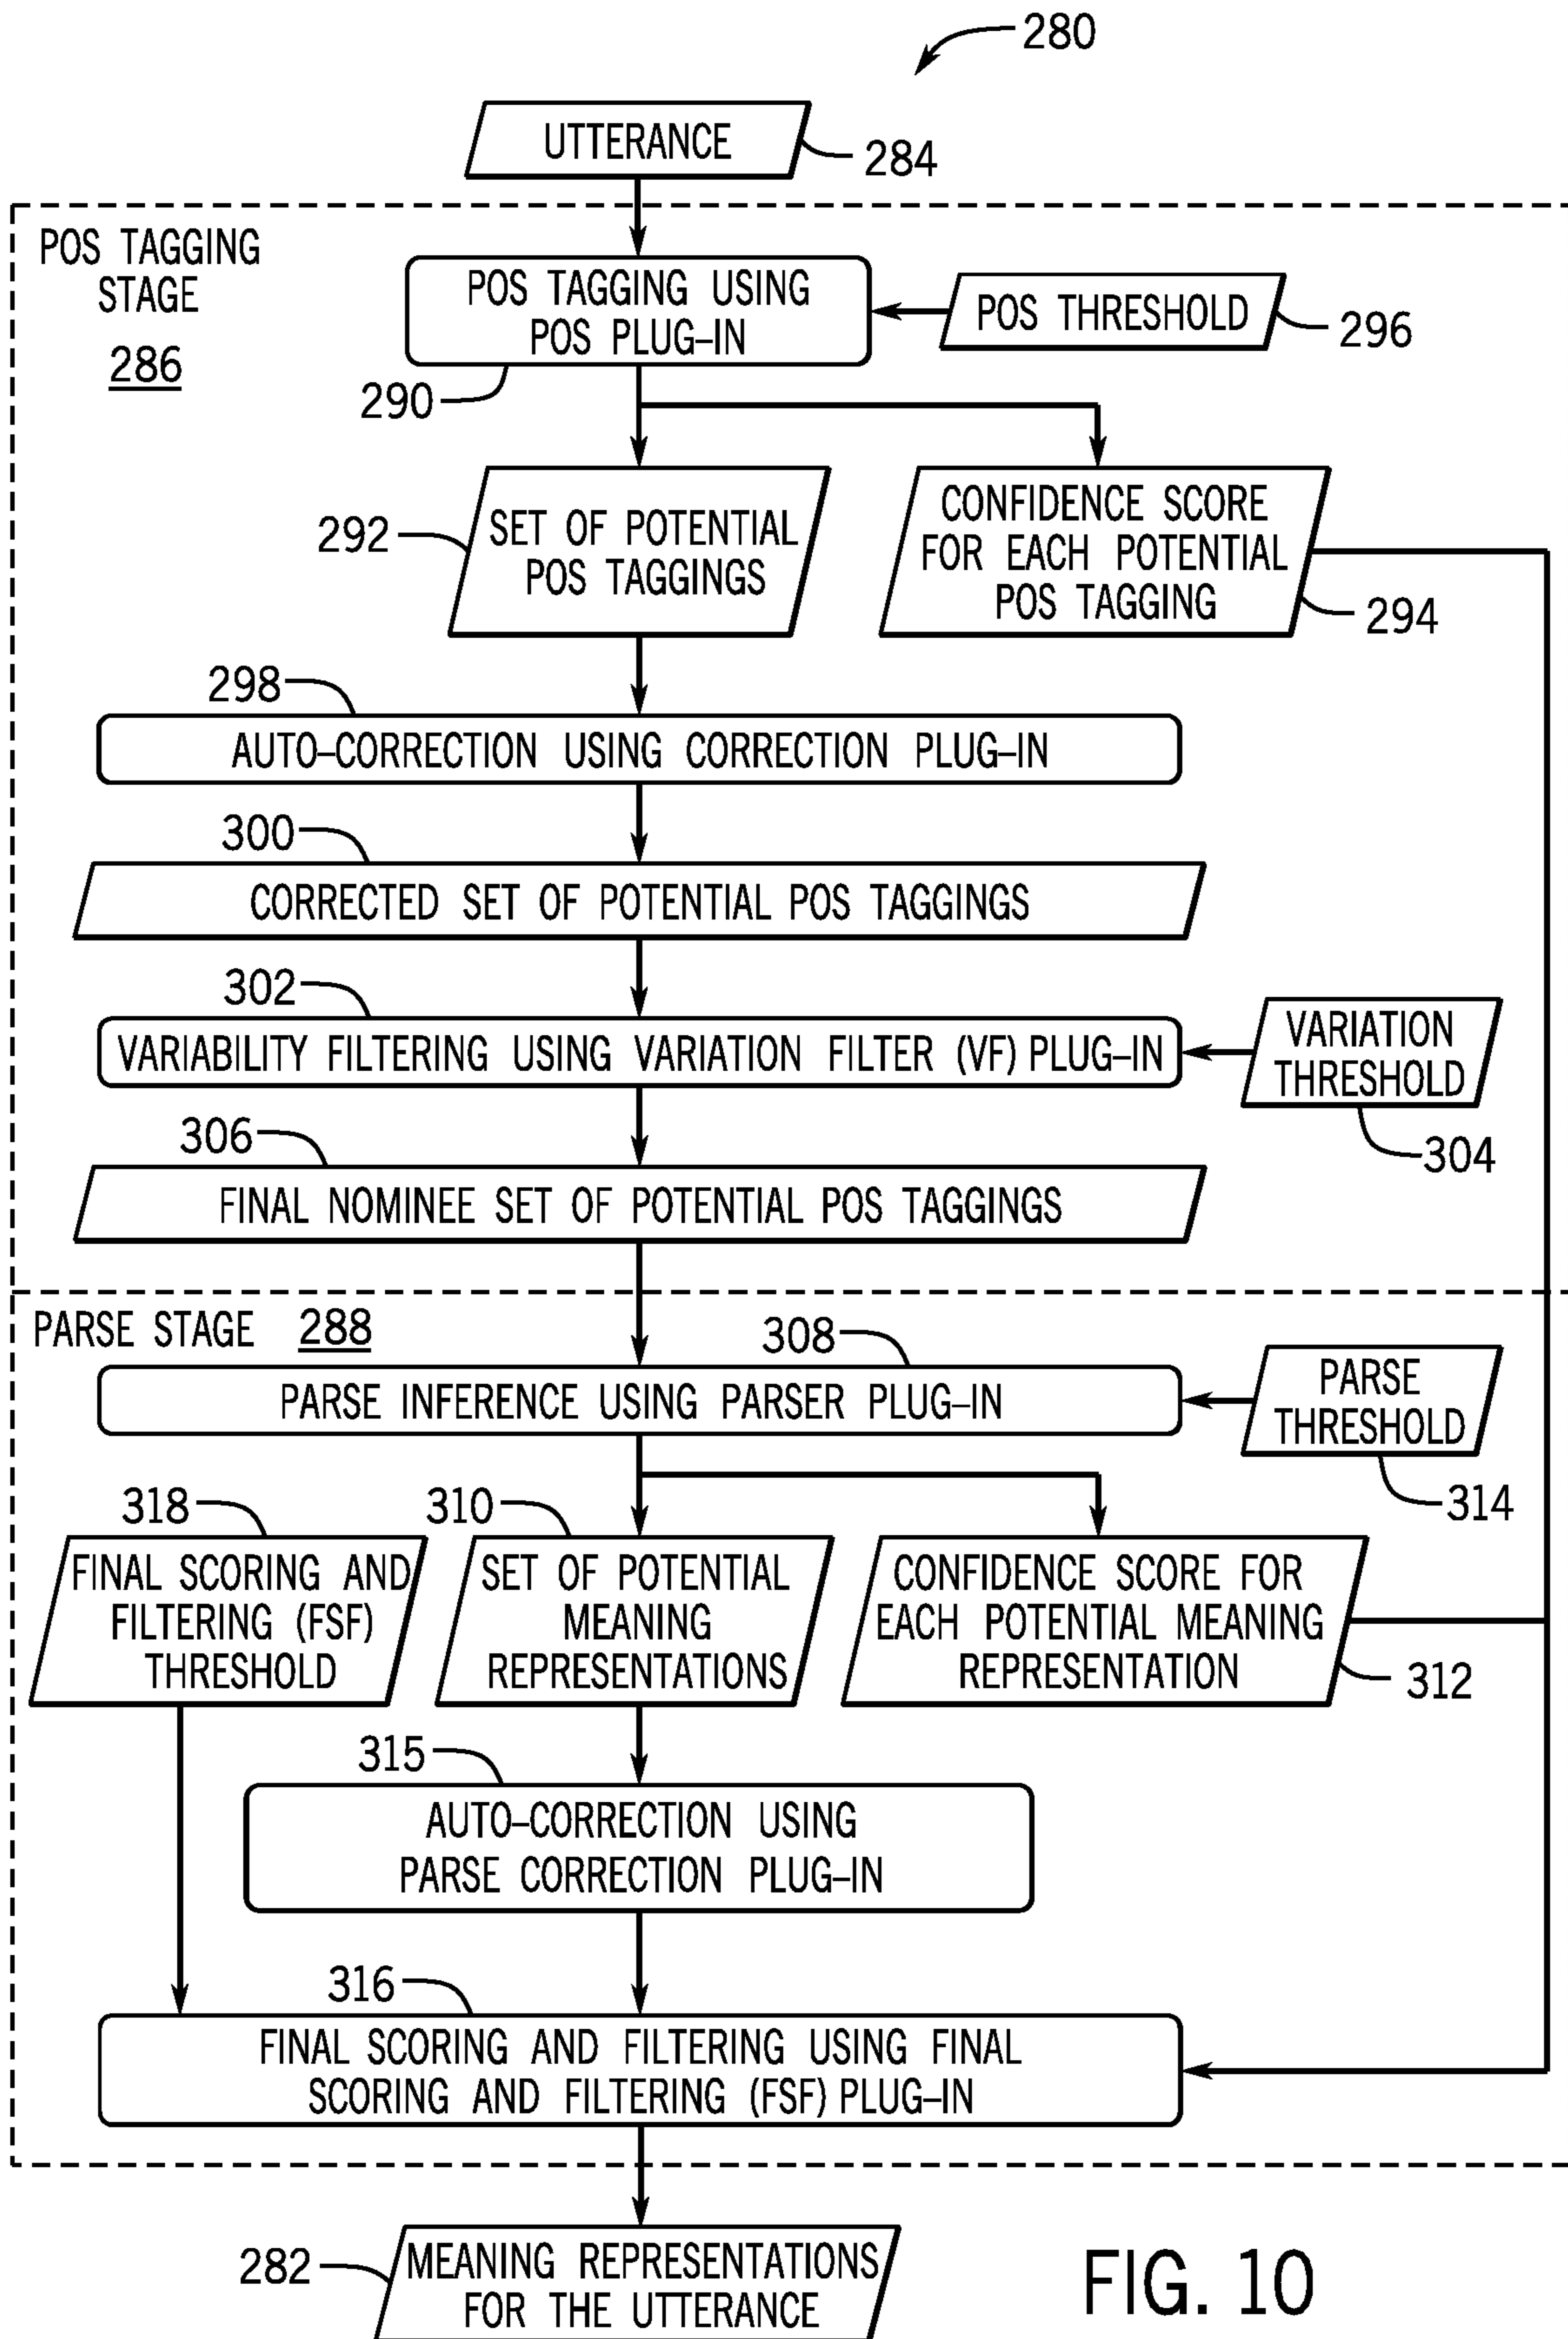 280
UTTERANCE
284
POS TAGGING
STAGE
286
POS TAGGING USING
POS PLUG–IN
290
POS THRESHOLD
296
292
SET OF POTENTIAL
POS TAGGINGS
CONFIDENCE SCORE
FOR EACH POTENTIAL
POS TAGGING
294
298
AUTO–CORRECTION USING CORRECTION PLUG–IN
300
CORRECTED SET OF POTENTIAL POS TAGGINGS
302
VARIABILITY FILTERING USING VARIATION FILTER (VF) PLUG–IN
VARIATION
THRESHOLD
304
306
FINAL NOMINEE SET OF POTENTIAL POS TAGGINGS
PARSE STAGE 288
308
PARSE INFERENCE USING PARSER PLUG–IN
PARSE
THRESHOLD
314
318
FINAL SCORING AND
FILTERING (FSF)
THRESHOLD
310
SET OF POTENTIAL
MEANING
REPRESENTATIONS
CONFIDENCE SCORE FOR
EACH POTENTIAL MEANING
REPRESENTATION
312
315
AUTO–CORRECTION USING
PARSE CORRECTION PLUG–IN
316
FINAL SCORING AND FILTERING USING FINAL
SCORING AND FILTERING (FSF) PLUG–IN
282
MEANING REPRESENTATIONS
FOR THE UTTERANCE
FIG. 10